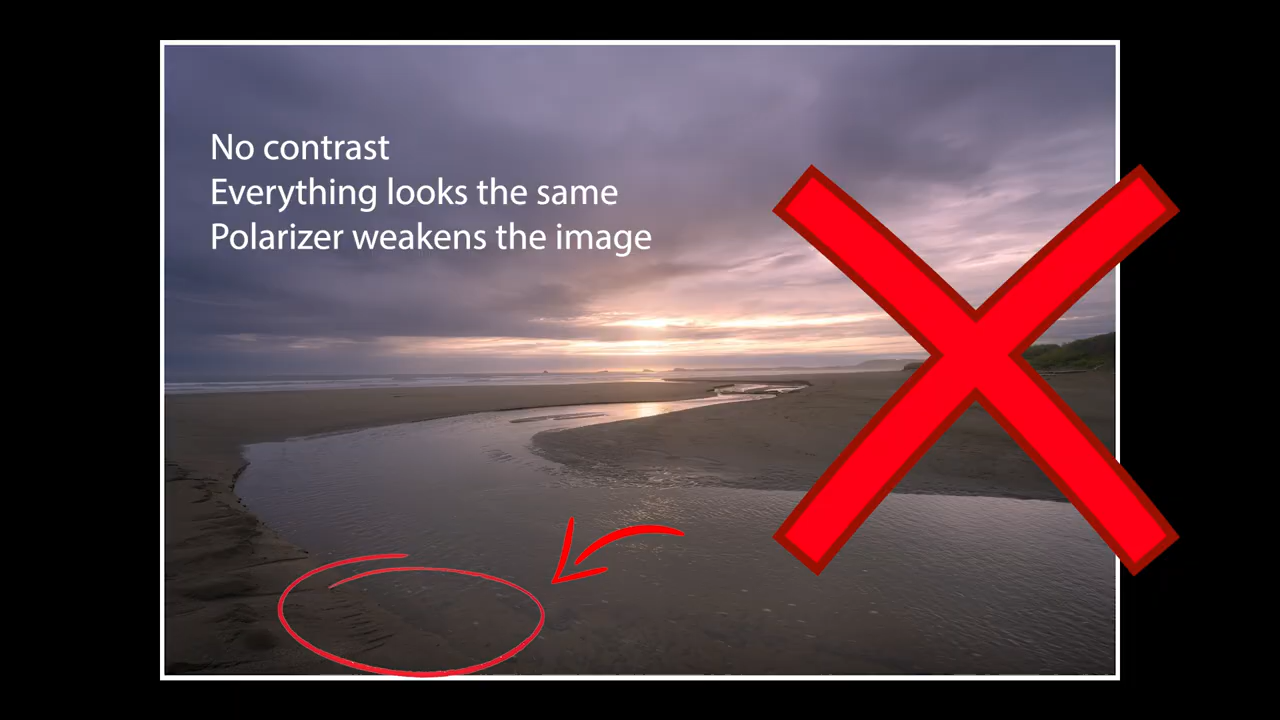 No contrast
Everything looks the same
Polarizer weakens the image